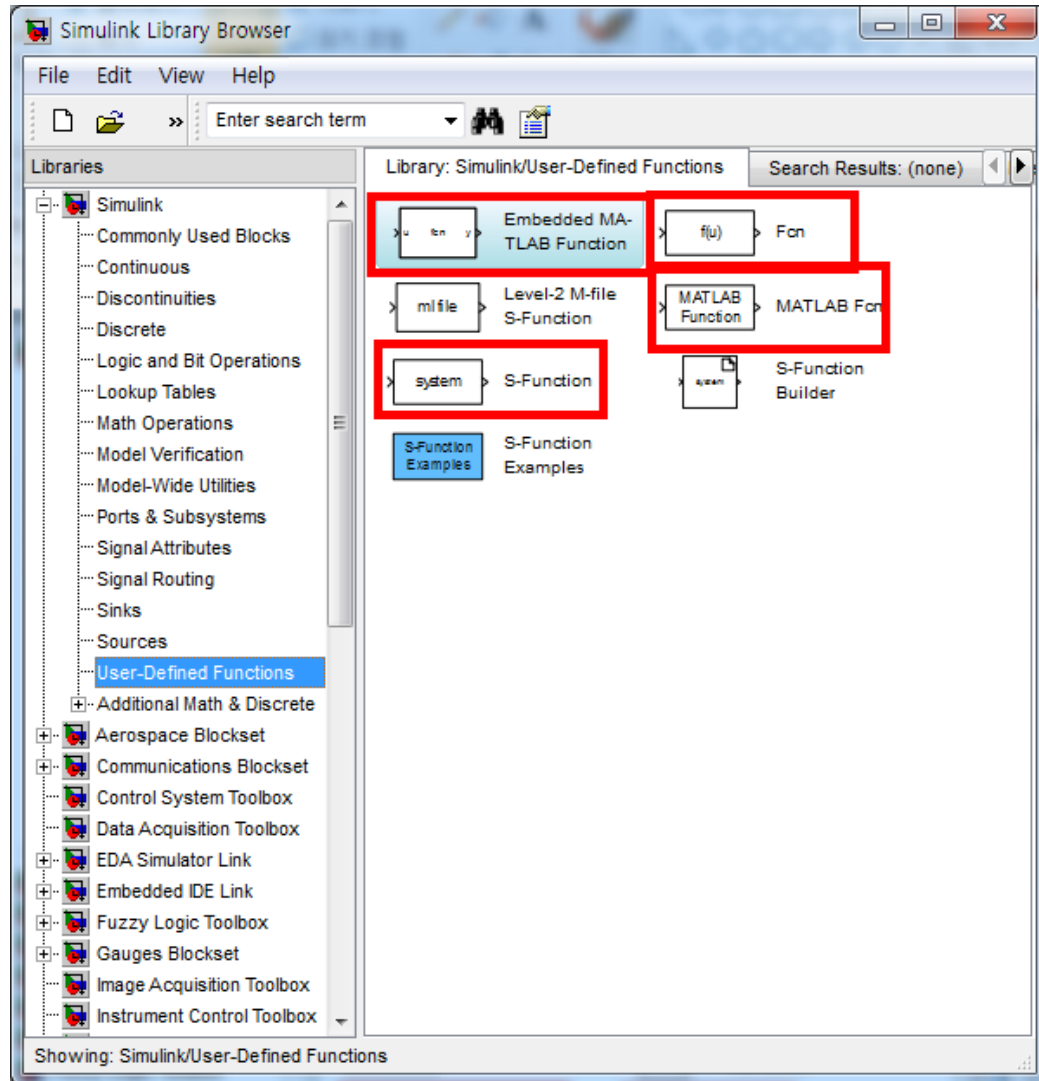 Simulink Library Browser
File Edit View Help
» Enter search term
Libraries
Library: Simulink/User-Defined Functions
Search Results: (none)
Simulink
Commonly Used Blocks
Continuous
Discontinuities
Discrete
Logic and Bit Operations
Lookup Tables
Math Operations
Model Verification
Model-Wide Utilities
Ports & Subsystems
Signal Attributes
Signal Routing
Sinks
Sources
User-Defined Functions
Additional Math & Discrete
Aerospace Blockset
Communications Blockset
Control System Toolbox
Data Acquisition Toolbox
EDA Simulator Link
Embedded IDE Link
Fuzzy Logic Toolbox
Gauges Blockset
Image Acquisition Toolbox
Instrument Control Toolbox
u fcn y
Embedded MA-
TLAB Function
f(u)
Fcn
mlfile
Level-2 M-file
S-Function
MATLAB
Function
MATLAB Fcn
system
S-Function
system
S-Function
Builder
S-Function
Examples
S-Function
Examples
Showing: Simulink/User-Defined Functions